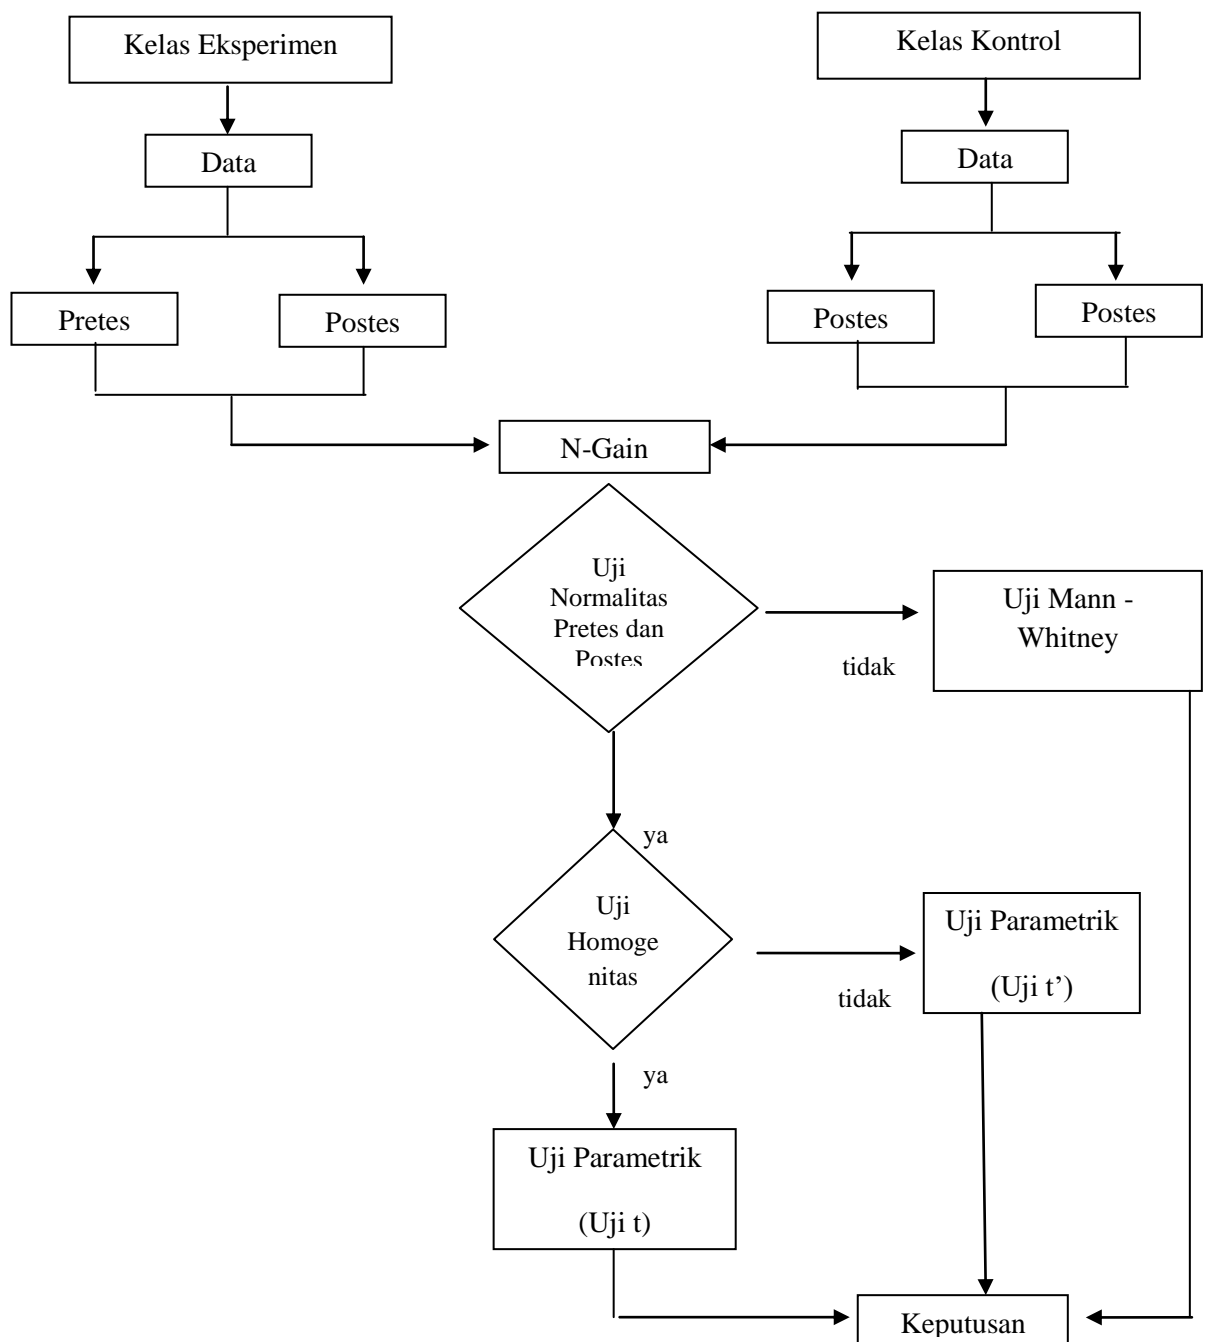 Kelas Eksperimen
Kelas Kontrol
Data
Data
Pretes
Postes
Postes
Postes
N-Gain
Uji
Normalitas
Pretes dan
Postes
tidak
Uji Mann -
Whitney
ya
Uji
Homoge
nitas
tidak
Uji Parametrik
(Uji t’)
ya
Uji Parametrik
(Uji t)
Keputusan